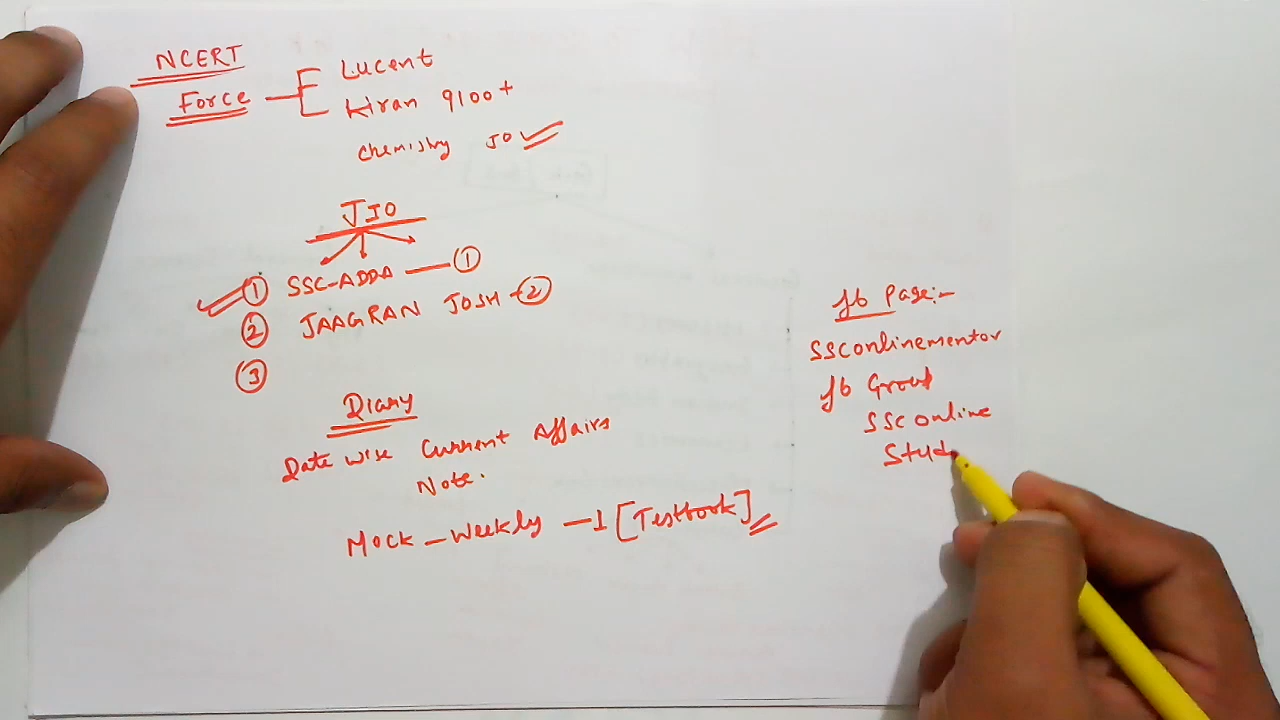 NCERT
Force
Lucent
Kiran 9100+
Chemistry JO
JIO
① SSC-ADDA — ①
② JAAGRAN JOSH - ②
③
Diary
Date wise Current Affairs
Note.
Mock - Weekly - 1 [Testbook]
fb Page:-
SSConlinementor
fb Group
SSC online
Stud